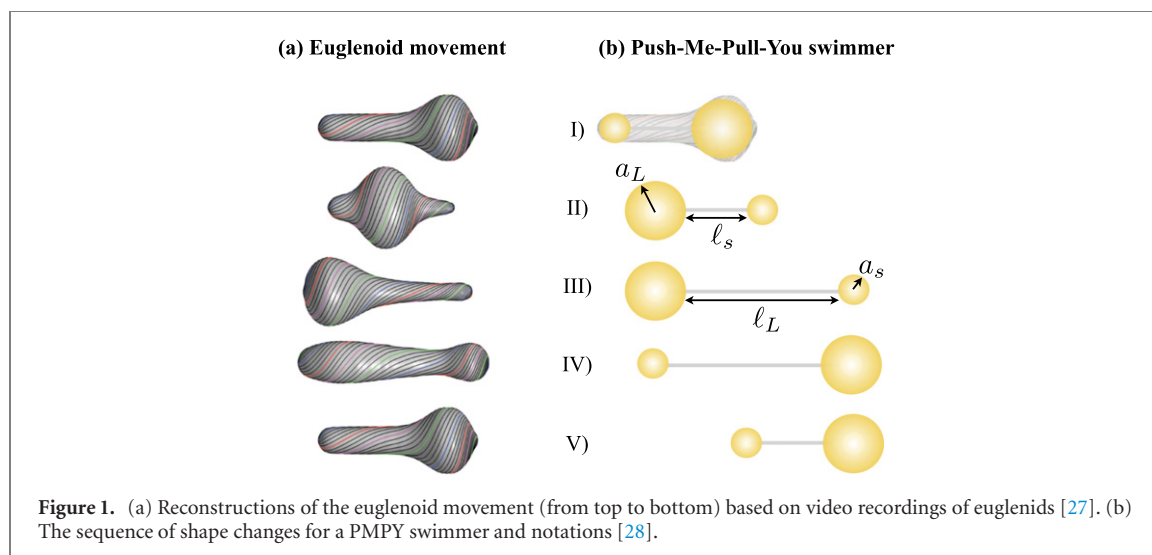 (a) Euglenoid movement
(b) Push-Me-Pull-You swimmer
I)
a_L
II)
ℓ_s
a_s
III)
ℓ_L
IV)
V)
Figure 1. (a) Reconstructions of the euglenoid movement (from top to bottom) based on video recordings of euglenids [27]. (b)
The sequence of shape changes for a PMPY swimmer and notations [28].